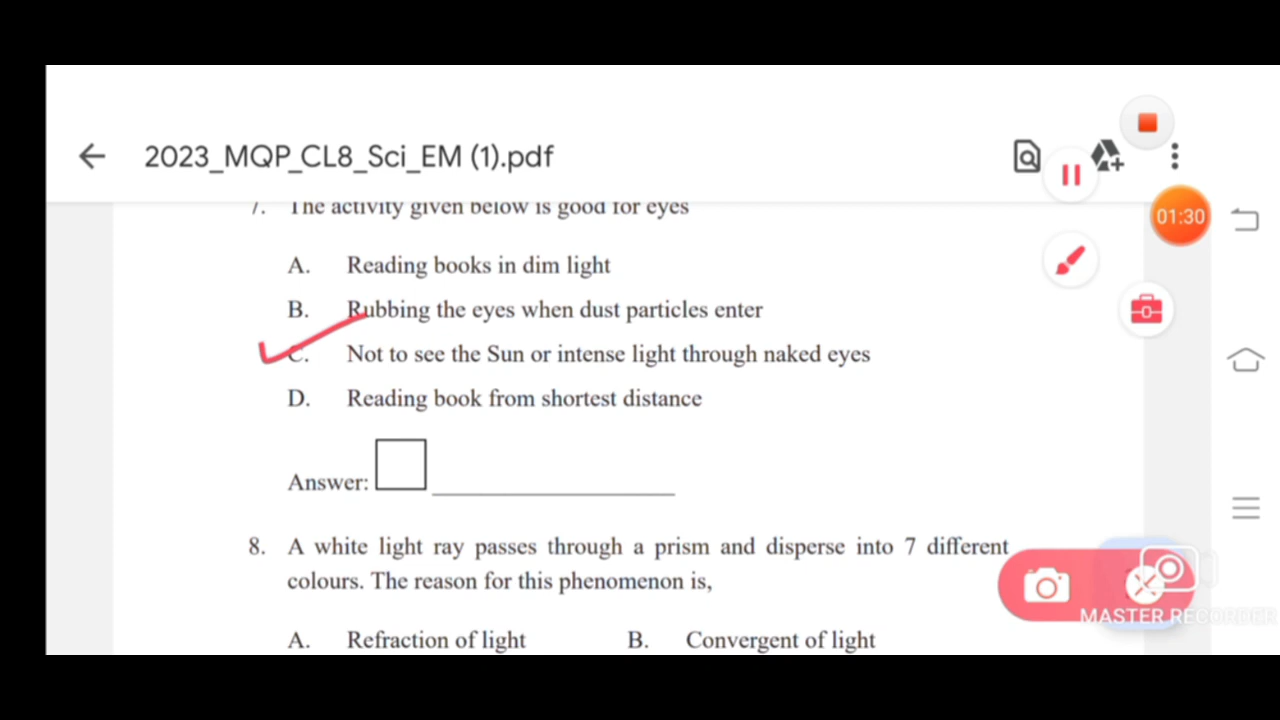 2023_MQP_CL8_Sci_EM (1).pdf
01:30
7. The activity given below is good for eyes
A. Reading books in dim light
B. Rubbing the eyes when dust particles enter
C. Not to see the Sun or intense light through naked eyes
D. Reading book from shortest distance
Answer:
8. A white light ray passes through a prism and disperse into 7 different
colours. The reason for this phenomenon is,
MASTER RECORDER
A. Refraction of light B. Convergent of light